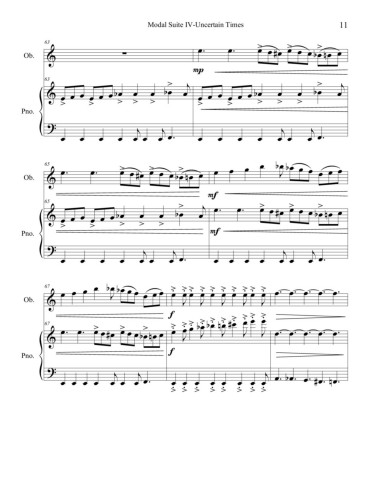 Modal Suite IV-Uncertain Times
11
63
Ob.
mp
63
Pno.
65
Ob.
mf
65
Pno.
mf
67
Ob.
f
67
Pno.
f